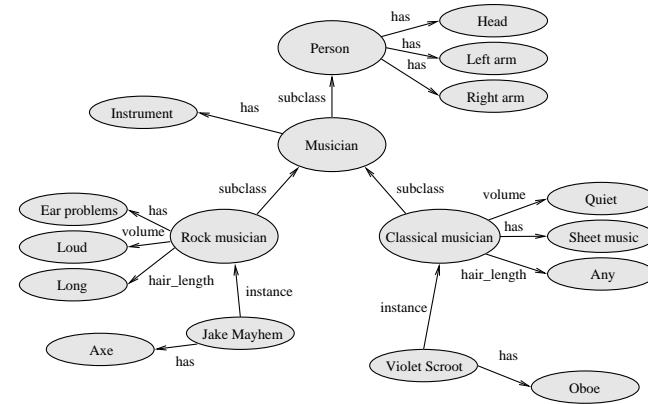 has
Head
Person
has
Left arm
has
Right arm
subclass
Instrument
has
Musician
subclass
subclass
Ear problems
has
volume
Loud
Rock musician
Long
hair_length
Classical musician
volume
Quiet
has
Sheet music
hair_length
Any
instance
instance
Jake Mayhem
Axe
has
Violet Scroot
has
Oboe